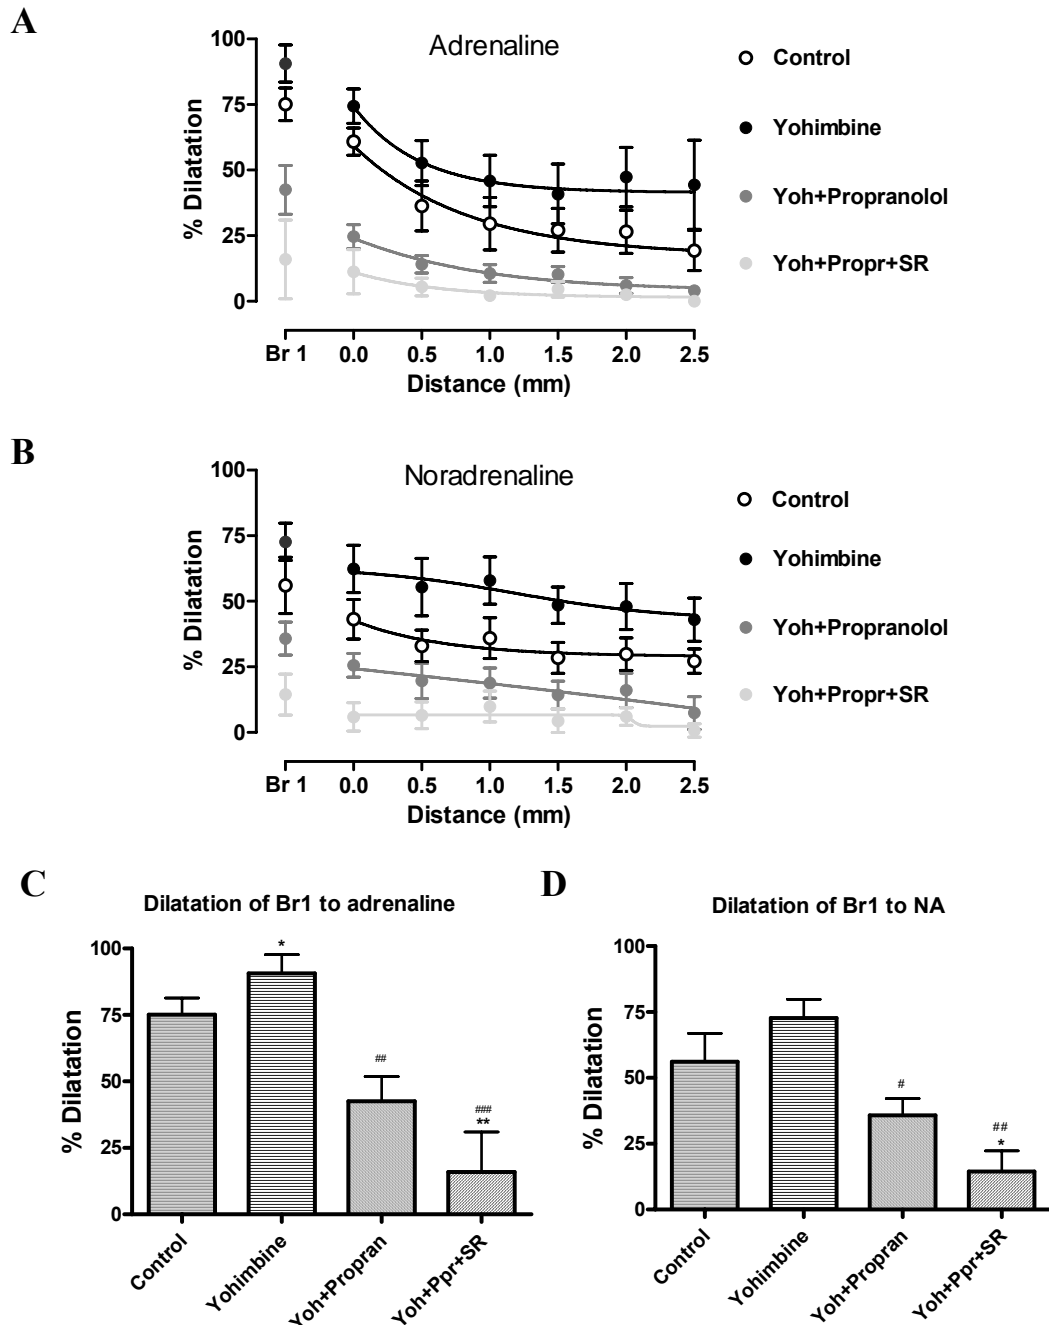 A
Adrenaline
% Dilatation
100
75
50
25
0
Br 1 0.0 0.5 1.0 1.5 2.0 2.5
Distance (mm)
Control
Yohimbine
Yoh+Propranolol
Yoh+Propr+SR
B
Noradrenaline
% Dilatation
100
75
50
25
0
Br 1 0.0 0.5 1.0 1.5 2.0 2.5
Distance (mm)
Control
Yohimbine
Yoh+Propranolol
Yoh+Propr+SR
C
Dilatation of Br1 to adrenaline
% Dilatation
100
75
50
25
0
*
##
###
**
Control
Yohimbine
Yoh+Propran
Yoh+Ppr+SR
D
Dilatation of Br1 to NA
% Dilatation
100
75
50
25
0
#
##
*
Control
Yohimbine
Yoh+Propran
Yoh+Ppr+SR